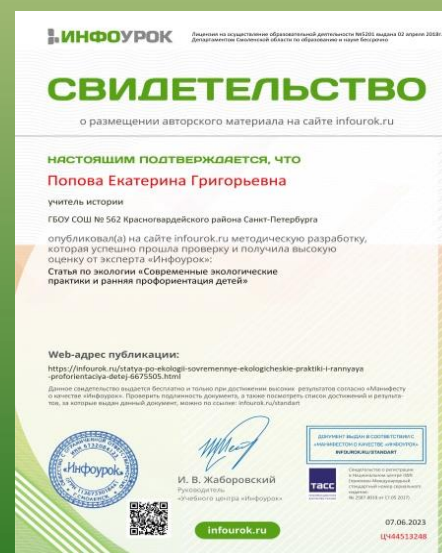 ИНФОУРОК
Лицензия на осуществление образовательной деятельности №5201 выдана 02 апреля 2018г.
Департаментом Смоленской области по образованию и науке бессрочно
СВИДЕТЕЛЬСТВО
о размещении авторского материала на сайте infourok.ru
НАСТОЯЩИМ ПОДТВЕРЖДАЕТСЯ, ЧТО
Попова Екатерина Григорьевна
учитель истории
ГБОУ СОШ № 562 Красногвардейского района Санкт-Петербурга
опубликовал(а) на сайте infourok.ru методическую разработку,
которая успешно прошла проверку и получила высокую
оценку от эксперта «Инфоурок»:
Статья по экологии «Современные экологические
практики и ранняя профориентация детей»
Web-адрес публикации:
https://infourok.ru/statya-po-ekologii-sovremennye-ekologicheskie-praktiki-i-rannyaya
-proforientaciya-detej-6675505.html
Данное свидетельство выдается бесплатно и только при достижении высоких результатов согласно «Манифесту
о качестве «Инфоурок». Проверить подлинность документа, а также посмотреть список достижений и результа-
тов, за которые выдан данный документ, можно по ссылке: infourok.ru/standart
«Инфоурок»
И. В. Жаборовский
Руководитель
«Учебного центра «Инфоурок»
infourok.ru
ДОКУМЕНТ ВЫДАН В СООТВЕТСТВИИ С
«МАНИФЕСТОМ О КАЧЕСТВЕ «ИНФОУРОК»
INFOUROK.RU/STANDART
ТАСС
Свидетельство о регистрации
в Национальном центре ISSN
07.06.2023
ЦЧ44513248